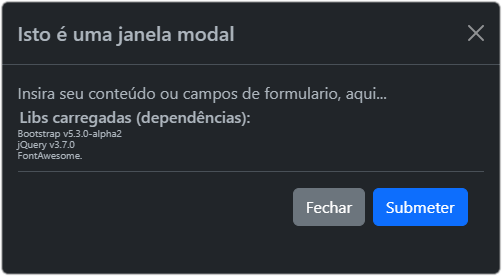 Isto é uma janela modal
Insira seu conteúdo ou campos de formulario, aqui...
Libs carregadas (dependências):
Bootstrap v5.3.0-alpha2
jQuery v3.7.0
FontAwesome.
Fechar
Submeter